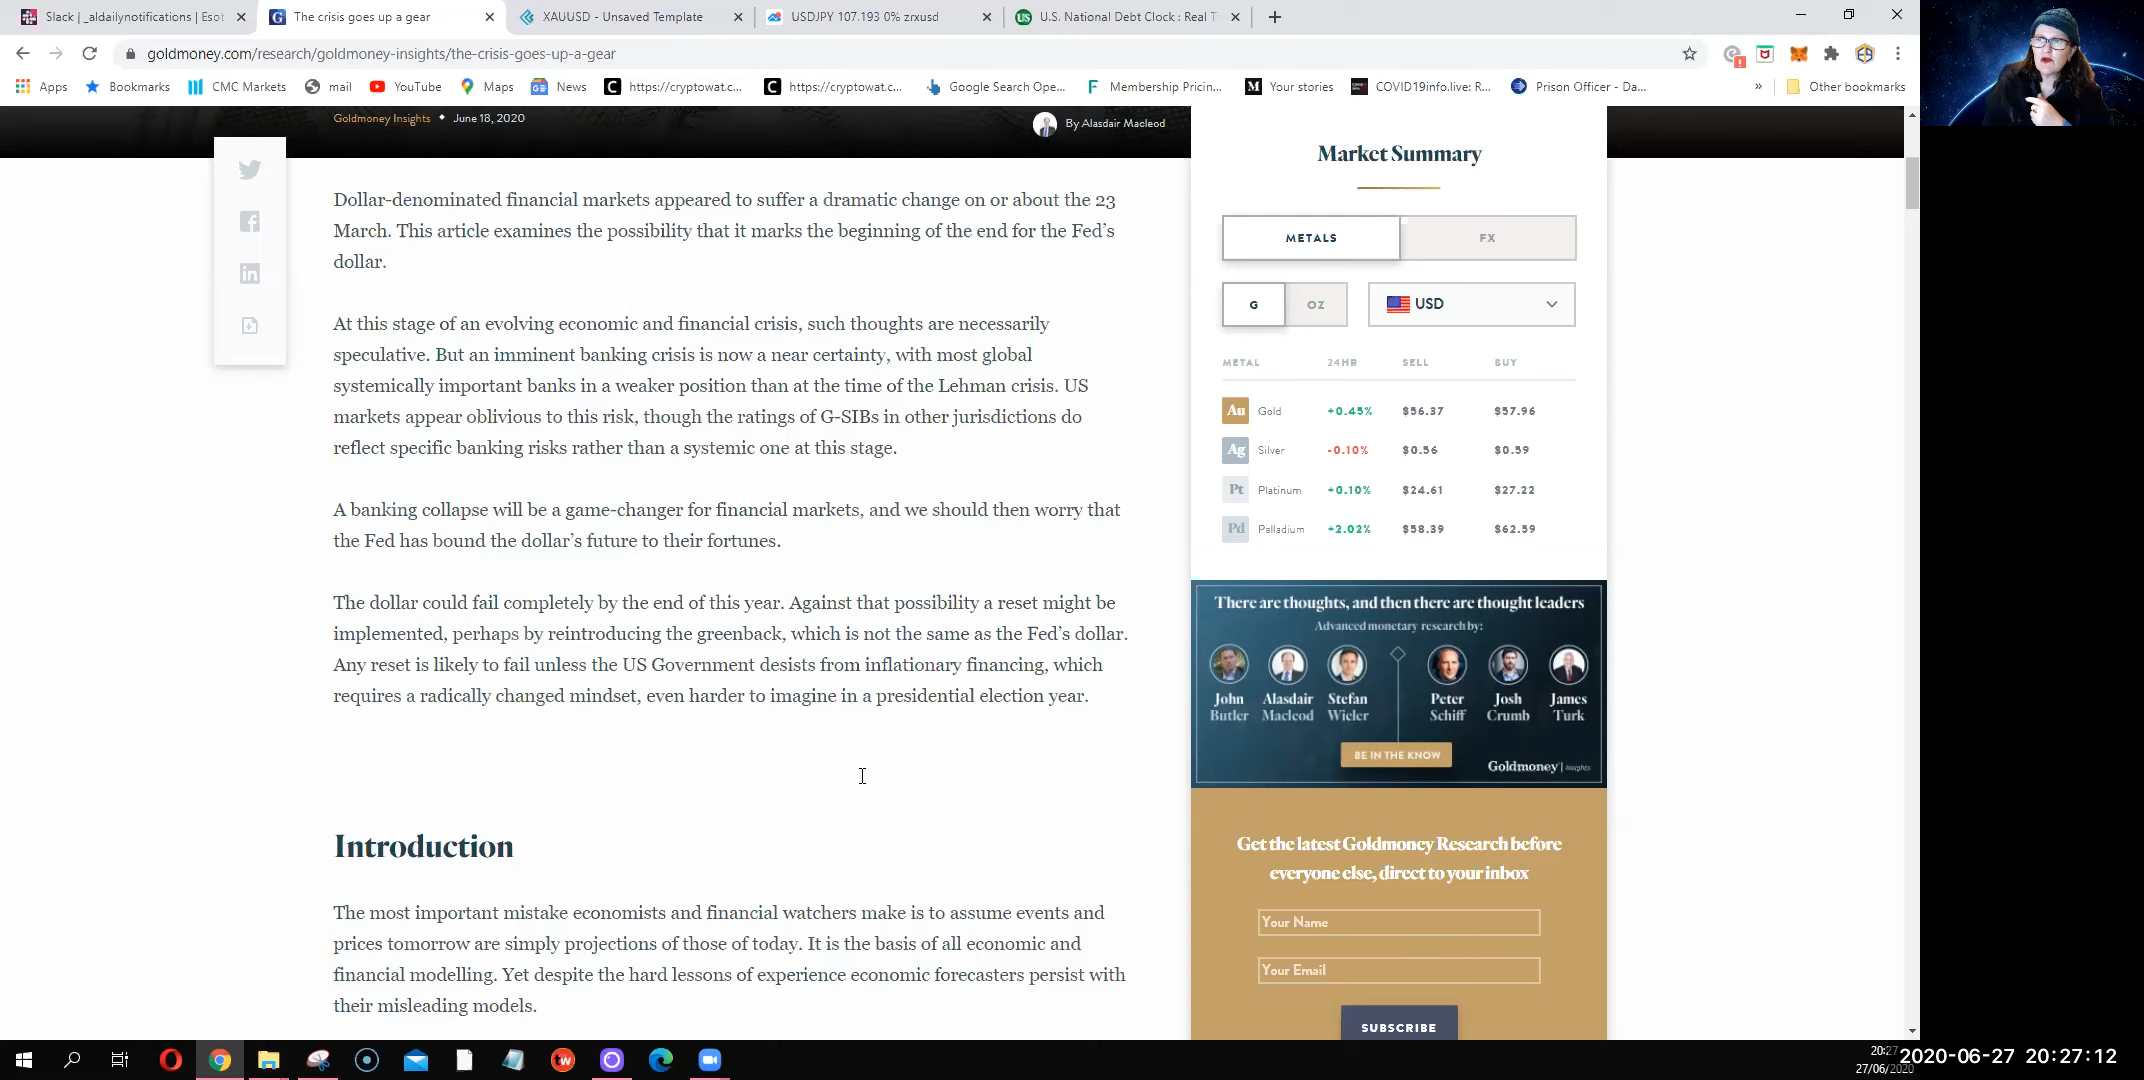 Slack | _aldailynotifications | Esot
The crisis goes up a gear
XAUUSD - Unsaved Template
USDJPY 107.193 0% zrxusd
U.S. National Debt Clock : Real T
goldmoney.com/research/goldmoney-insights/the-crisis-goes-up-a-gear
Apps
Bookmarks
CMC Markets
mail
YouTube
Maps
News
https://cryptowat.c...
https://cryptowat.c...
Google Search Ope...
Membership Pricin...
Your stories
COVID19info.live: R...
Prison Officer - Da...
»
Other bookmarks
Goldmoney Insights ♦ June 18, 2020
By Alasdair Macleod
Dollar-denominated financial markets appeared to suffer a dramatic change on or about the 23
March. This article examines the possibility that it marks the beginning of the end for the Fed’s
dollar.
At this stage of an evolving economic and financial crisis, such thoughts are necessarily
speculative. But an imminent banking crisis is now a near certainty, with most global
systemically important banks in a weaker position than at the time of the Lehman crisis. US
markets appear oblivious to this risk, though the ratings of G-SIBs in other jurisdictions do
reflect specific banking risks rather than a systemic one at this stage.
A banking collapse will be a game-changer for financial markets, and we should then worry that
the Fed has bound the dollar’s future to their fortunes.
The dollar could fail completely by the end of this year. Against that possibility a reset might be
implemented, perhaps by reintroducing the greenback, which is not the same as the Fed’s dollar.
Any reset is likely to fail unless the US Government desists from inflationary financing, which
requires a radically changed mindset, even harder to imagine in a presidential election year.
Introduction
The most important mistake economists and financial watchers make is to assume events and
prices tomorrow are simply projections of those of today. It is the basis of all economic and
financial modelling. Yet despite the hard lessons of experience economic forecasters persist with
their misleading models.
Market Summary
METALS FX
G OZ USD
METAL 24HR SELL BUY
Au Gold +0.45% $56.37 $57.96
Ag Silver -0.10% $0.56 $0.59
Pt Platinum +0.10% $24.61 $27.22
Pd Palladium +2.02% $58.39 $62.59
There are thoughts, and then there are thought leaders
Advanced monetary research by:
John Alasdair Stefan Peter Josh James
Butler Macleod Wieler Schiff Crumb Turk
BE IN THE KNOW
Goldmoney | Insights
Get the latest Goldmoney Research before
everyone else, direct to your inbox
Your Name
Your Email
SUBSCRIBE
20:27
27/06/2020
2020-06-27 20:27:12